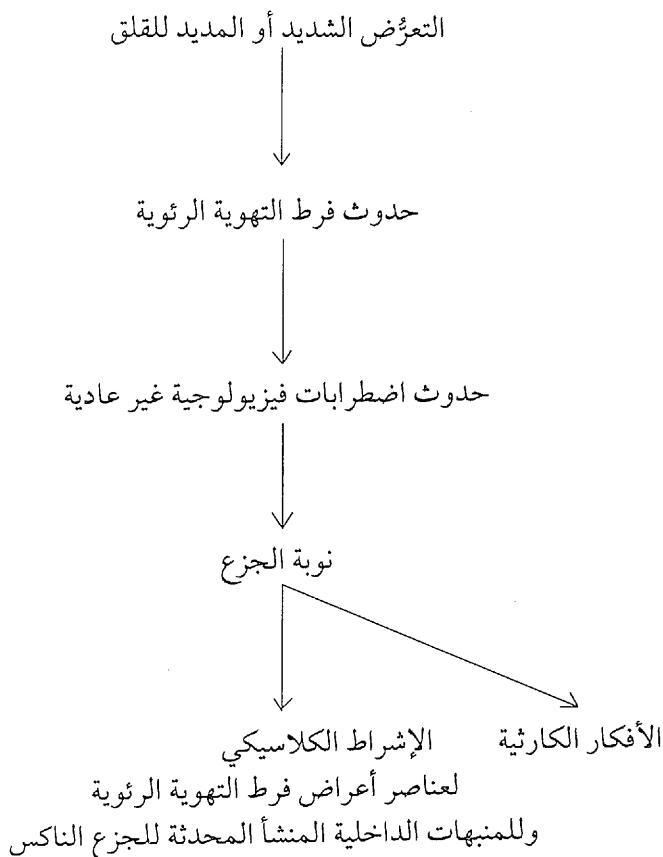 التعرُّض الشديد أو المديد للقلق
حدوث فرط التهوية الرئوية
حدوث اضطرابات فيزيولوجية غير عادية
نوبة الجزع
الأفكار الكارثية
الإشراط الكلاسيكي
لعناصر أعراض فرط التهوية الرئوية
وللمنبهات الداخلية المنشأ المحدثة للجزع الناكس